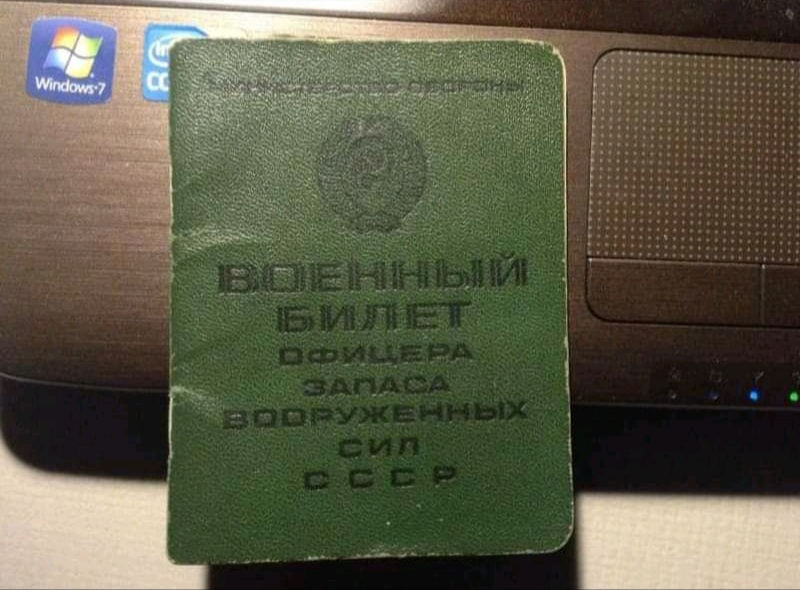 Windows 7
МИНИСТЕРСТВО ОБОРОНЫ
ВОЕННЫЙ
БИЛЕТ
ОФИЦЕРА
ЗАПАСА
ВООРУЖЕННЫХ
СИЛ
СССР